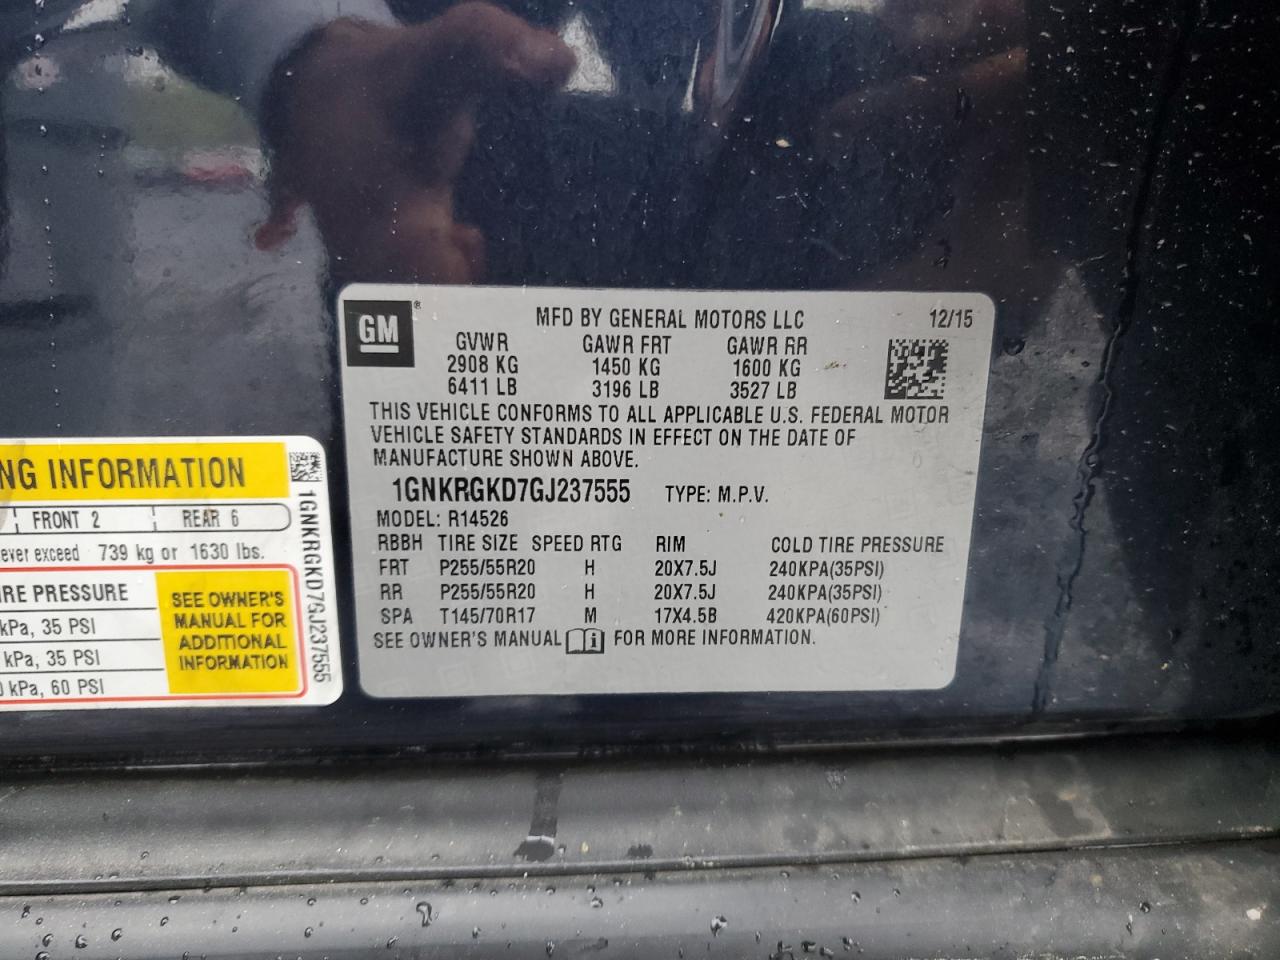 GM
®
MFD BY GENERAL MOTORS LLC 12/15
GVWR GAWR FRT GAWR RR
2908 KG 1450 KG 1600 KG
6411 LB 3196 LB 3527 LB
THIS VEHICLE CONFORMS TO ALL APPLICABLE U.S. FEDERAL MOTOR
VEHICLE SAFETY STANDARDS IN EFFECT ON THE DATE OF
MANUFACTURE SHOWN ABOVE.
1GNKRGKD7GJ237555 TYPE: M.P.V.
MODEL: R14526
RBBH TIRE SIZE SPEED RTG RIM COLD TIRE PRESSURE
FRT P255/55R20 H 20X7.5J 240KPA(35PSI)
RR P255/55R20 H 20X7.5J 240KPA(35PSI)
SPA T145/70R17 M 17X4.5B 420KPA(60PSI)
SEE OWNER'S MANUAL i FOR MORE INFORMATION.
NG INFORMATION
FRONT 2 REAR 6
ever exceed 739 kg or 1630 lbs.
IRE PRESSURE
kPa, 35 PSI
kPa, 35 PSI
0 kPa, 60 PSI
SEE OWNER'S
MANUAL FOR
ADDITIONAL
INFORMATION
1GNKRGKD7GJ237555